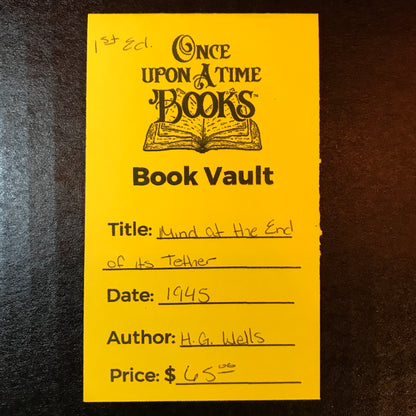 1st Ed.
ONCE
UPON A TIME
BOOKS™
Book Vault
Title: Mind at the End
of its Tether
Date: 1945
Author: H.G. Wells
Price: $ 65.00